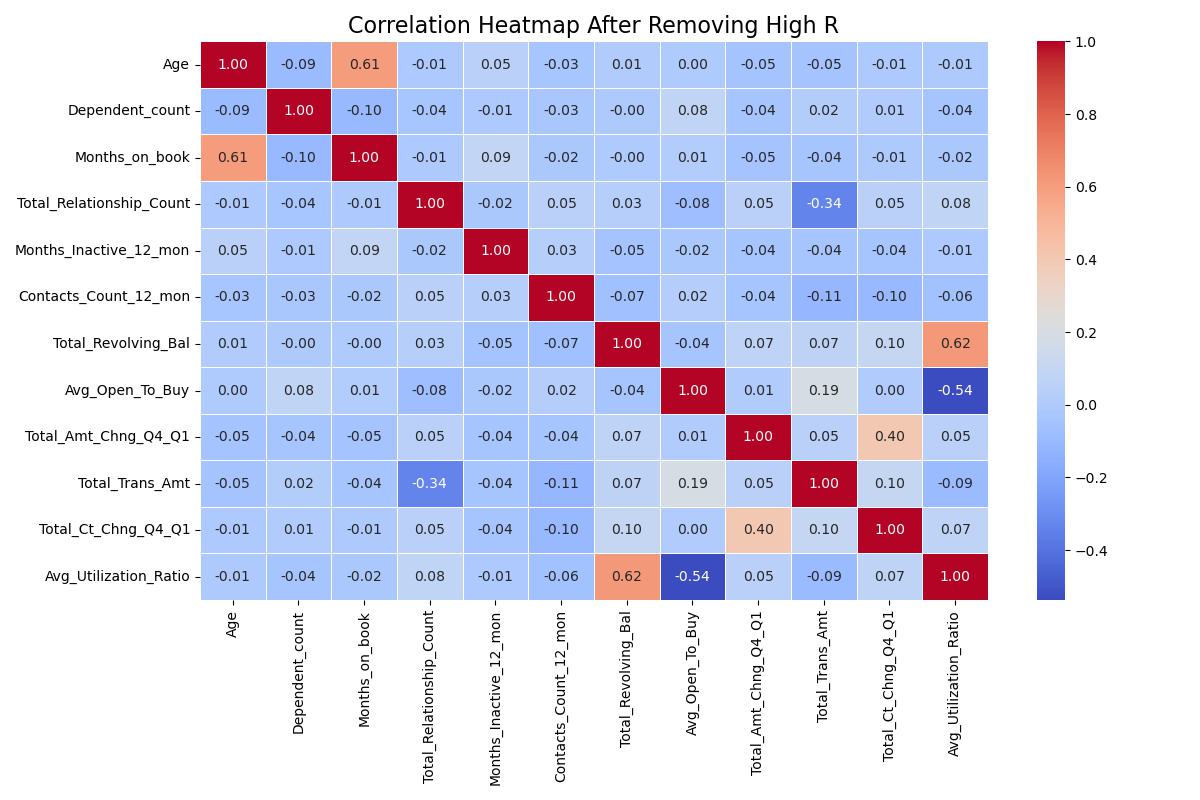 Correlation Heatmap After Removing High R
Age 1.00 -0.09 0.61 -0.01 0.05 -0.03 0.01 0.00 -0.05 -0.05 -0.01 -0.01
Dependent_count -0.09 1.00 -0.10 -0.04 -0.01 -0.03 -0.00 0.08 -0.04 0.02 0.01 -0.04
Months_on_book 0.61 -0.10 1.00 -0.01 0.09 -0.02 -0.00 0.01 -0.05 -0.04 -0.01 -0.02
Total_Relationship_Count -0.01 -0.04 -0.01 1.00 -0.02 0.05 0.03 -0.08 0.05 -0.34 0.05 0.08
Months_Inactive_12_mon 0.05 -0.01 0.09 -0.02 1.00 0.03 -0.05 -0.02 -0.04 -0.04 -0.04 -0.01
Contacts_Count_12_mon -0.03 -0.03 -0.02 0.05 0.03 1.00 -0.07 0.02 -0.04 -0.11 -0.10 -0.06
Total_Revolving_Bal 0.01 -0.00 -0.00 0.03 -0.05 -0.07 1.00 -0.04 0.07 0.07 0.10 0.62
Avg_Open_To_Buy 0.00 0.08 0.01 -0.08 -0.02 0.02 -0.04 1.00 0.01 0.19 0.00 -0.54
Total_Amt_Chng_Q4_Q1 -0.05 -0.04 -0.05 0.05 -0.04 -0.04 0.07 0.01 1.00 0.05 0.40 0.05
Total_Trans_Amt -0.05 0.02 -0.04 -0.34 -0.04 -0.11 0.07 0.19 0.05 1.00 0.10 -0.09
Total_Ct_Chng_Q4_Q1 -0.01 0.01 -0.01 0.05 -0.04 -0.10 0.10 0.00 0.40 0.10 1.00 0.07
Avg_Utilization_Ratio -0.01 -0.04 -0.02 0.08 -0.01 -0.06 0.62 -0.54 0.05 -0.09 0.07 1.00
Age
Dependent_count
Months_on_book
Total_Relationship_Count
Months_Inactive_12_mon
Contacts_Count_12_mon
Total_Revolving_Bal
Avg_Open_To_Buy
Total_Amt_Chng_Q4_Q1
Total_Trans_Amt
Total_Ct_Chng_Q4_Q1
Avg_Utilization_Ratio
1.0
0.8
0.6
0.4
0.2
0.0
−0.2
−0.4